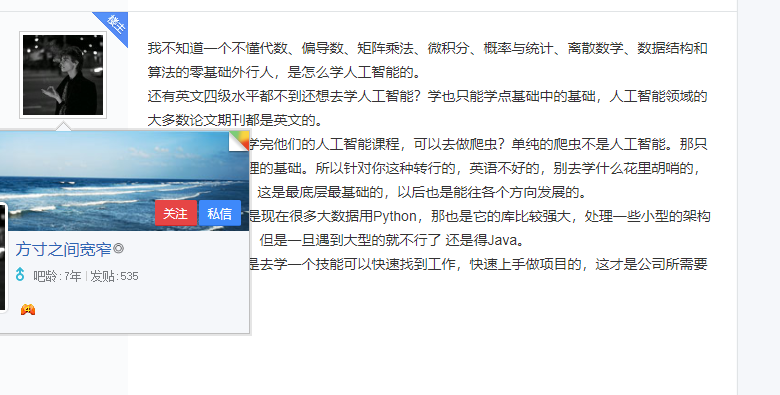 楼主
我不知道一个不懂代数、偏导数、矩阵乘法、微积分、概率与统计、离散数学、数据结构和
算法的零基础外行人，是怎么学人工智能的。
还有英文四级水平都不到还想去学人工智能？学也只能学点基础中的基础，人工智能领域的
大多数论文期刊都是英文的。
学完他们的人工智能课程，可以去做爬虫？单纯的爬虫不是人工智能。那只
理的基础。所以针对你这种转行的，英语不好的，别去学什么花里胡哨的，
这是最底层最基础的，以后也是能往各个方向发展的。
是现在很多大数据用Python，那也是它的库比较强大，处理一些小型的架构
但是一旦遇到大型的就不行了 还是得Java。
是去学一个技能可以快速找到工作，快速上手做项目的，这才是公司所需要
关注 私信
方寸之间宽窄◎
吧龄:7年 | 发贴:535